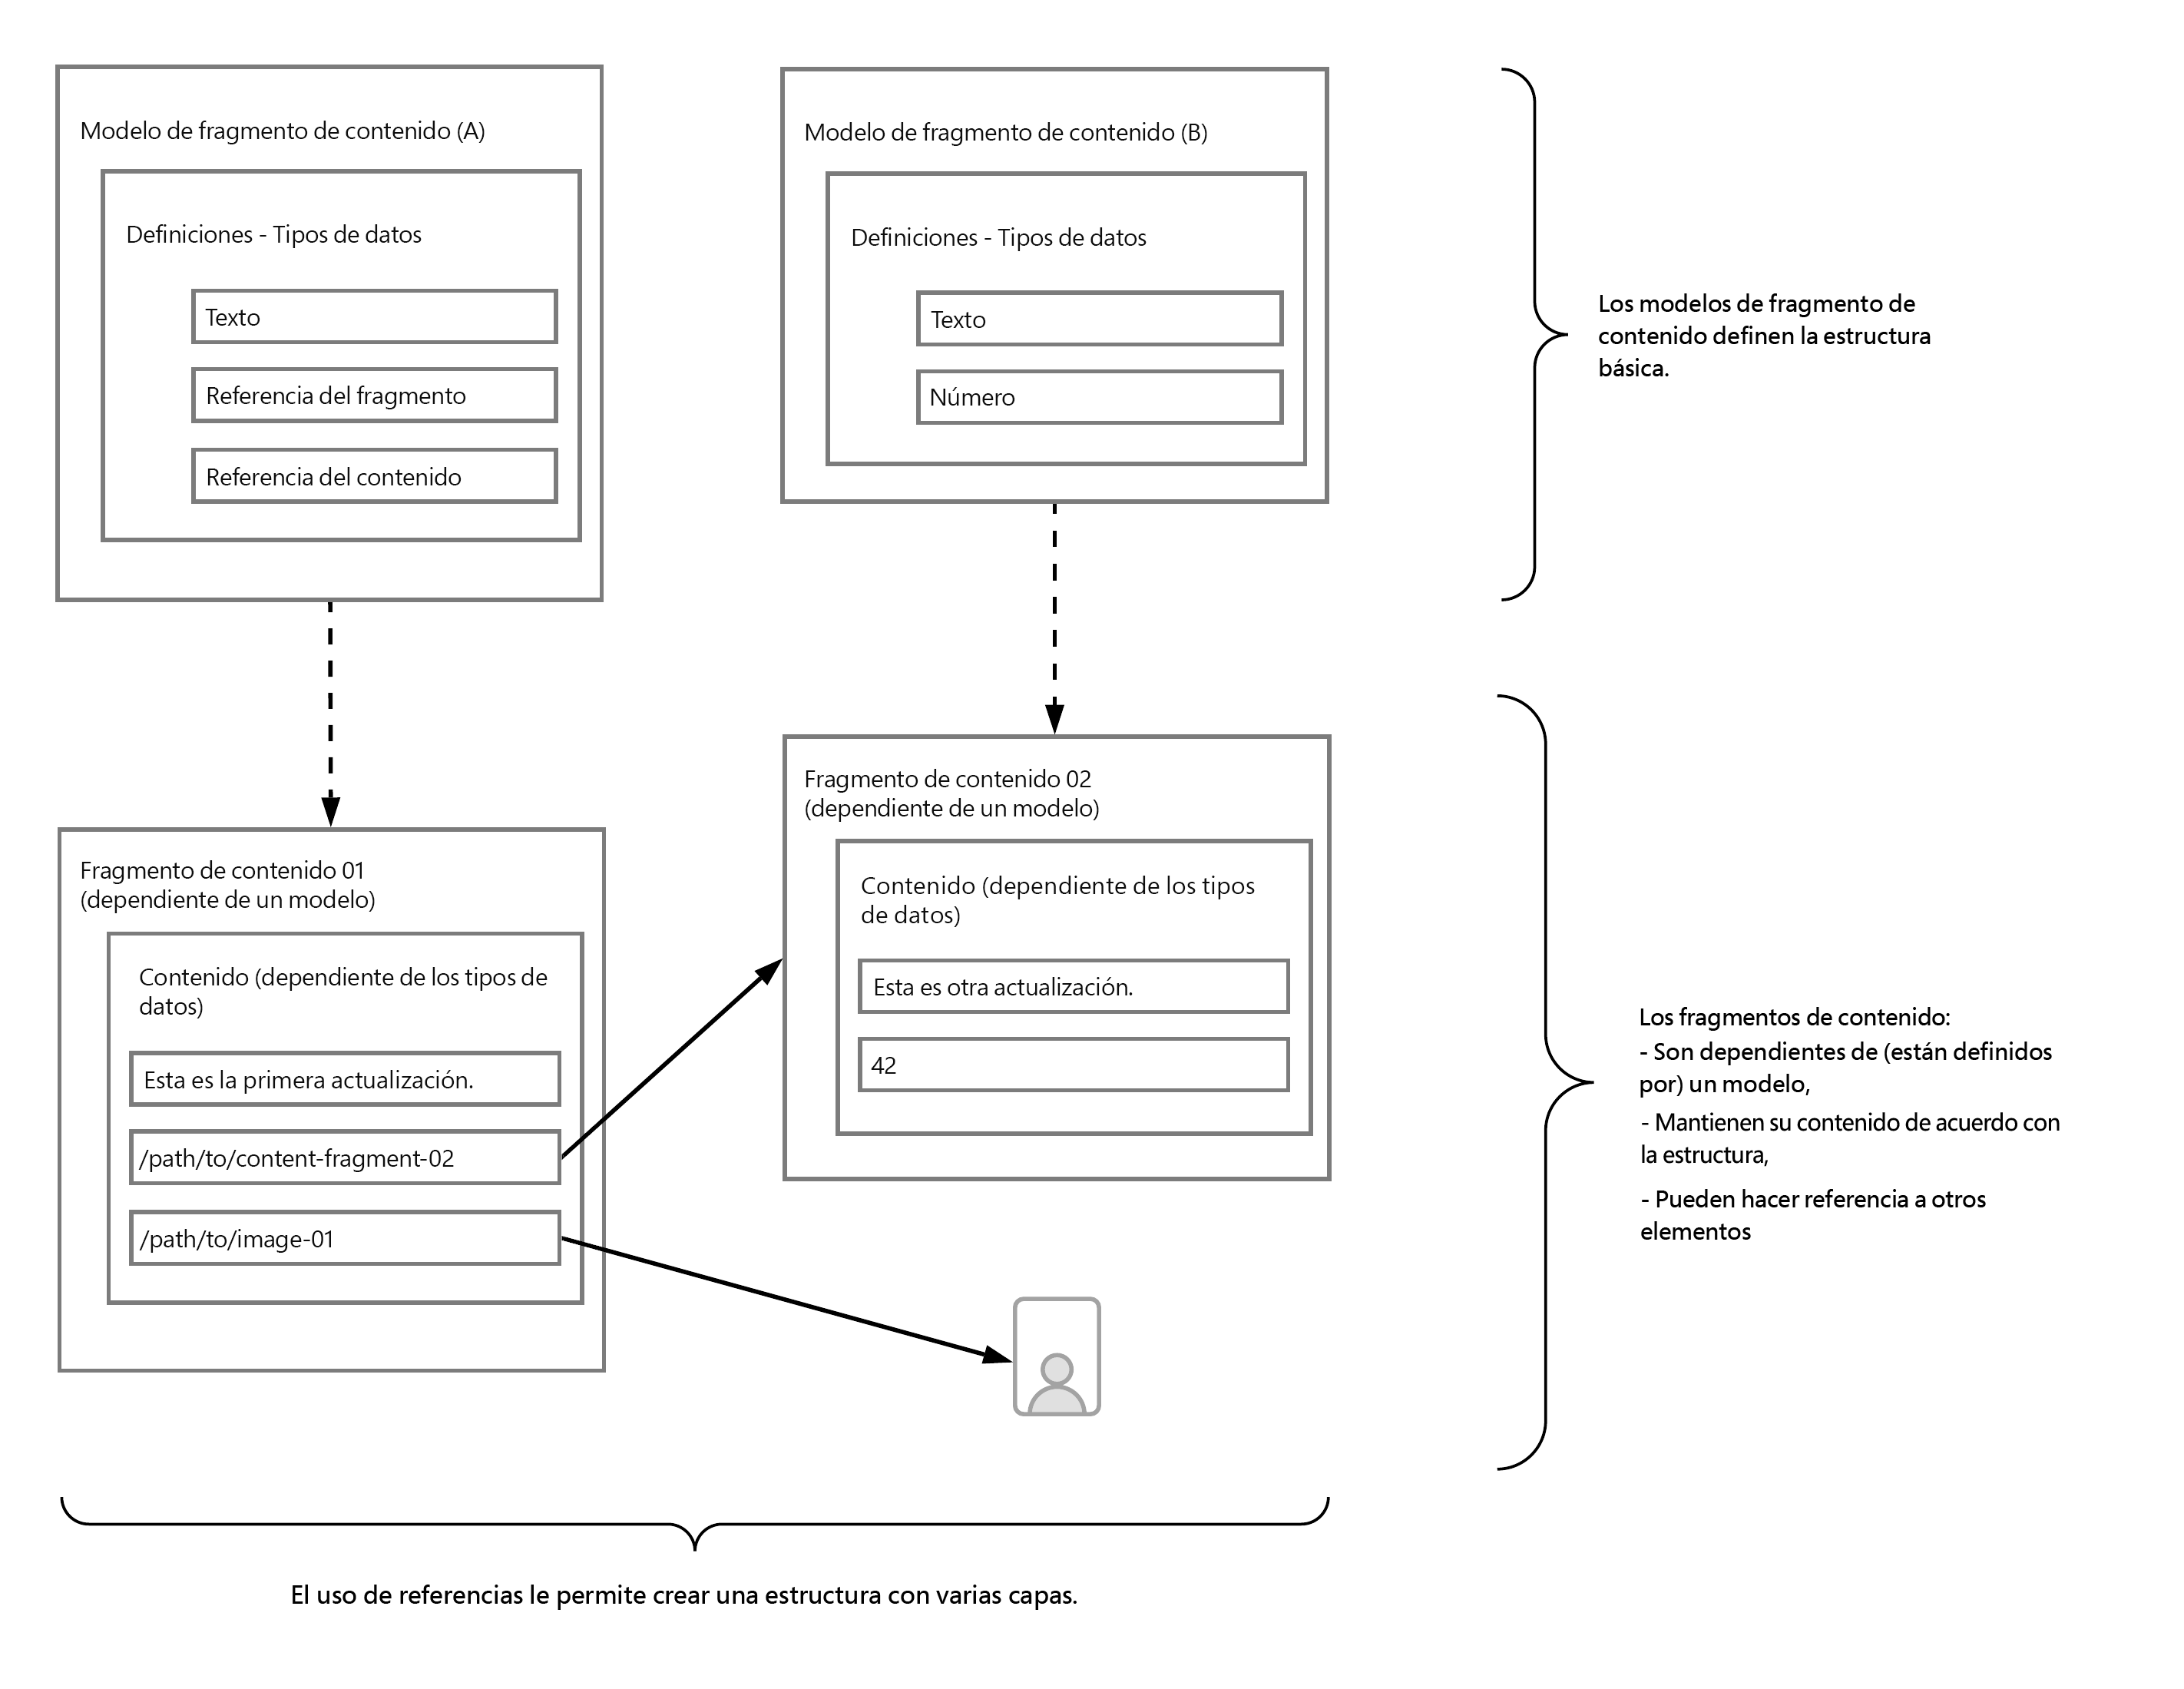 Modelo de fragmento de contenido (A)
Definiciones - Tipos de datos
Texto
Referencia del fragmento
Referencia del contenido
Modelo de fragmento de contenido (B)
Definiciones - Tipos de datos
Texto
Número
Los modelos de fragmento de
contenido definen la estructura
básica.
Fragmento de contenido 01
(dependiente de un modelo)
Contenido (dependiente de los tipos de
datos)
Esta es la primera actualización.
/path/to/content-fragment-02
/path/to/image-01
Fragmento de contenido 02
(dependiente de un modelo)
Contenido (dependiente de los tipos
de datos)
Esta es otra actualización.
42
Los fragmentos de contenido:
- Son dependientes de (están definidos
por) un modelo,
- Mantienen su contenido de acuerdo con
la estructura,
- Pueden hacer referencia a otros
elementos
El uso de referencias le permite crear una estructura con varias capas.